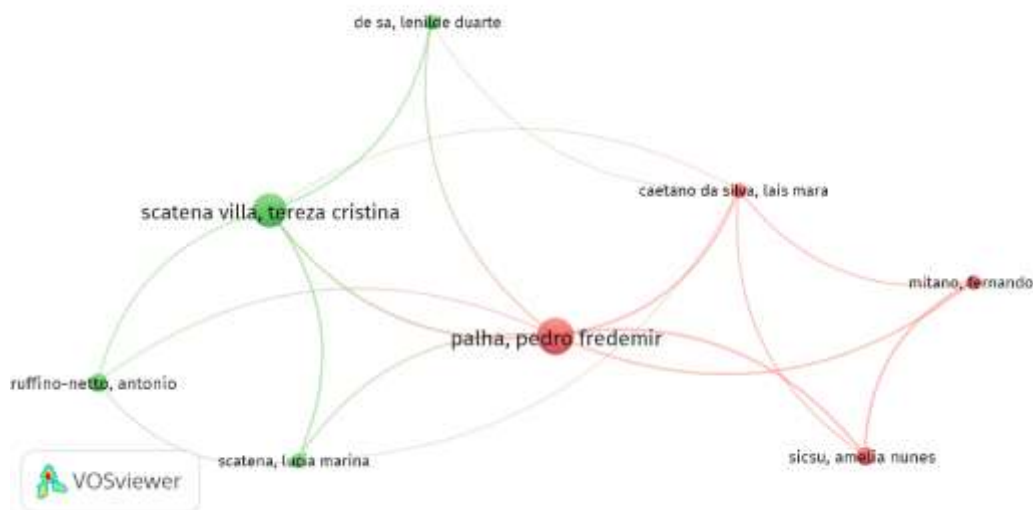 de sa, lenilde duarte
caetano da silva, lais mara
scatena villa, tereza cristina
mitano, fernando
palha, pedro fredemir
ruffino-netto, antonio
scatena, lucia marina
sicsu, amelia nunes
VOSviewer